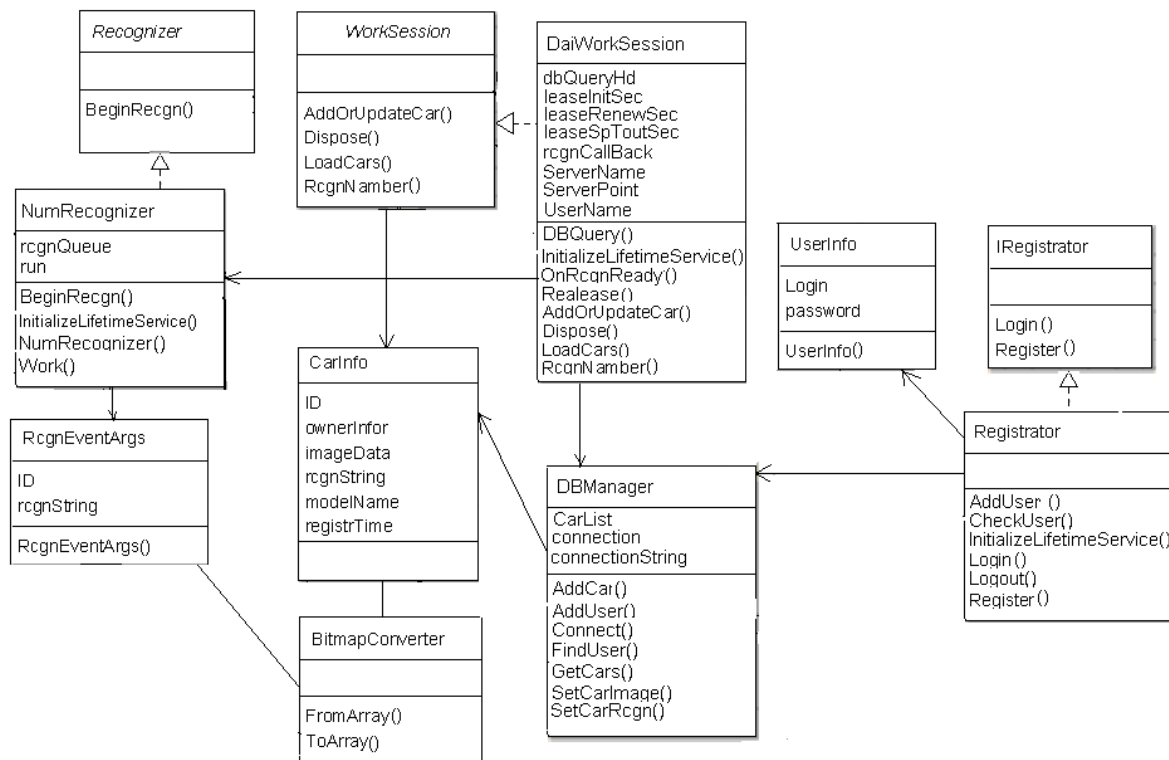 Recognizer
BeginRecgn()
WorkSession
AddOrUpdateCar()
Dispose()
LoadCars()
RcgnNamber()
DaiWorkSession
dbQueryHd
leaseInitSec
leaseRenewSec
leaseSpToutSec
rcgnCallBack
ServerName
ServerPoint
UserName
DBQuery()
InitializeLifetimeService()
OnRcgnReady()
Realease()
AddOrUpdateCar()
Dispose()
LoadCars()
RcgnNamber()
NumRecognizer
rcgnQueue
run
BeginRecgn()
InitializeLifetimeService()
NumRecognizer()
Work()
UserInfo
Login
password
UserInfo()
IRegistrator
Login()
Register()
CarInfo
ID
ownerInfor
imageData
rcgnString
modelName
registrTime
RcgnEventArgs
ID
rcgnString
RcgnEventArgs()
Registrator
AddUser ()
CheckUser()
InitializeLifetimeService()
Login()
Logout()
Register()
DBManager
CarList
connection
connectionString
AddCar()
AddUser()
Connect()
FindUser()
GetCars()
SetCarImage()
SetCarRcgn()
BitmapConverter
FromArray()
ToArray()